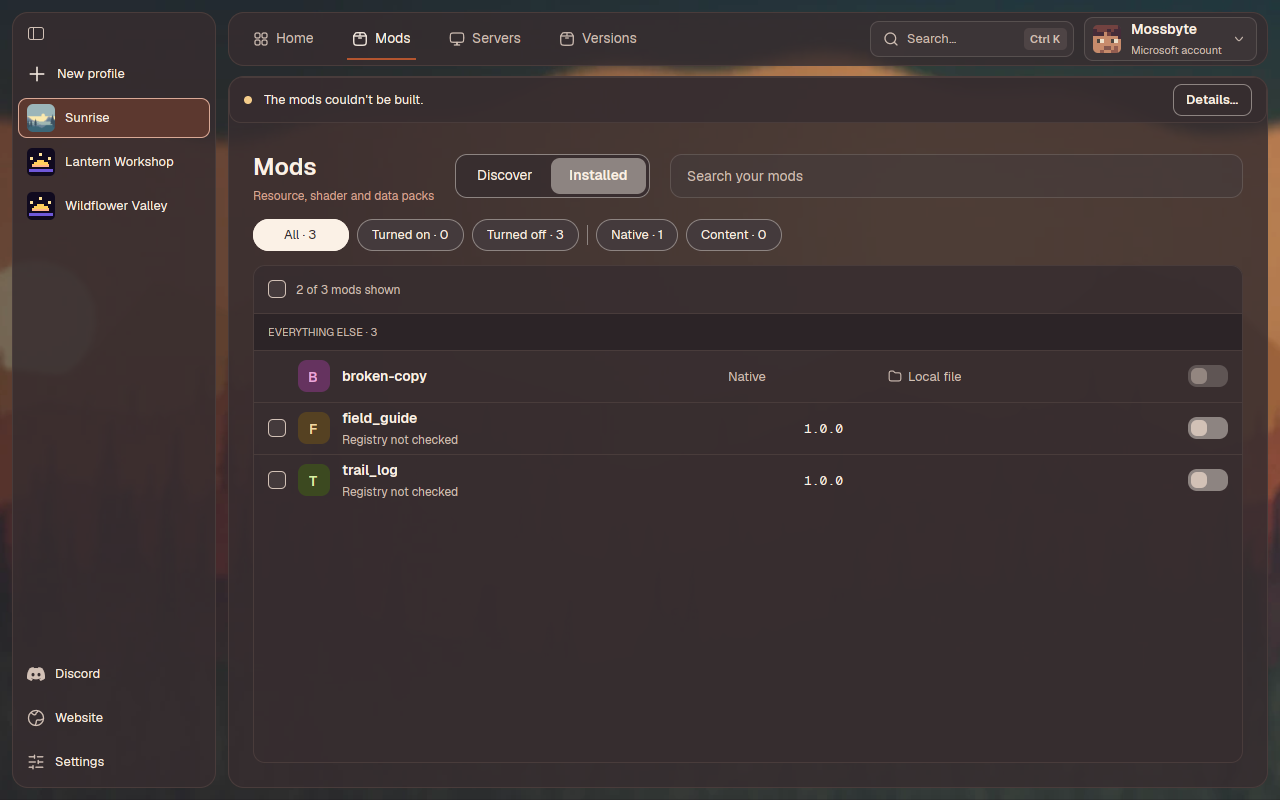 New profile
Sunrise
Lantern Workshop
Wildflower Valley
Discord
Website
Settings
Home
Mods
Servers
Versions
Search...
Ctrl K
Mossbyte
Microsoft account
The mods couldn't be built.
Details...
Mods
Resource, shader and data packs
Discover
Installed
Search your mods
All · 3
Turned on · 0
Turned off · 3
Native · 1
Content · 0
2 of 3 mods shown
EVERYTHING ELSE · 3
B
broken-copy
Native
Local file
F
field_guide
Registry not checked
1.0.0
T
trail_log
Registry not checked
1.0.0